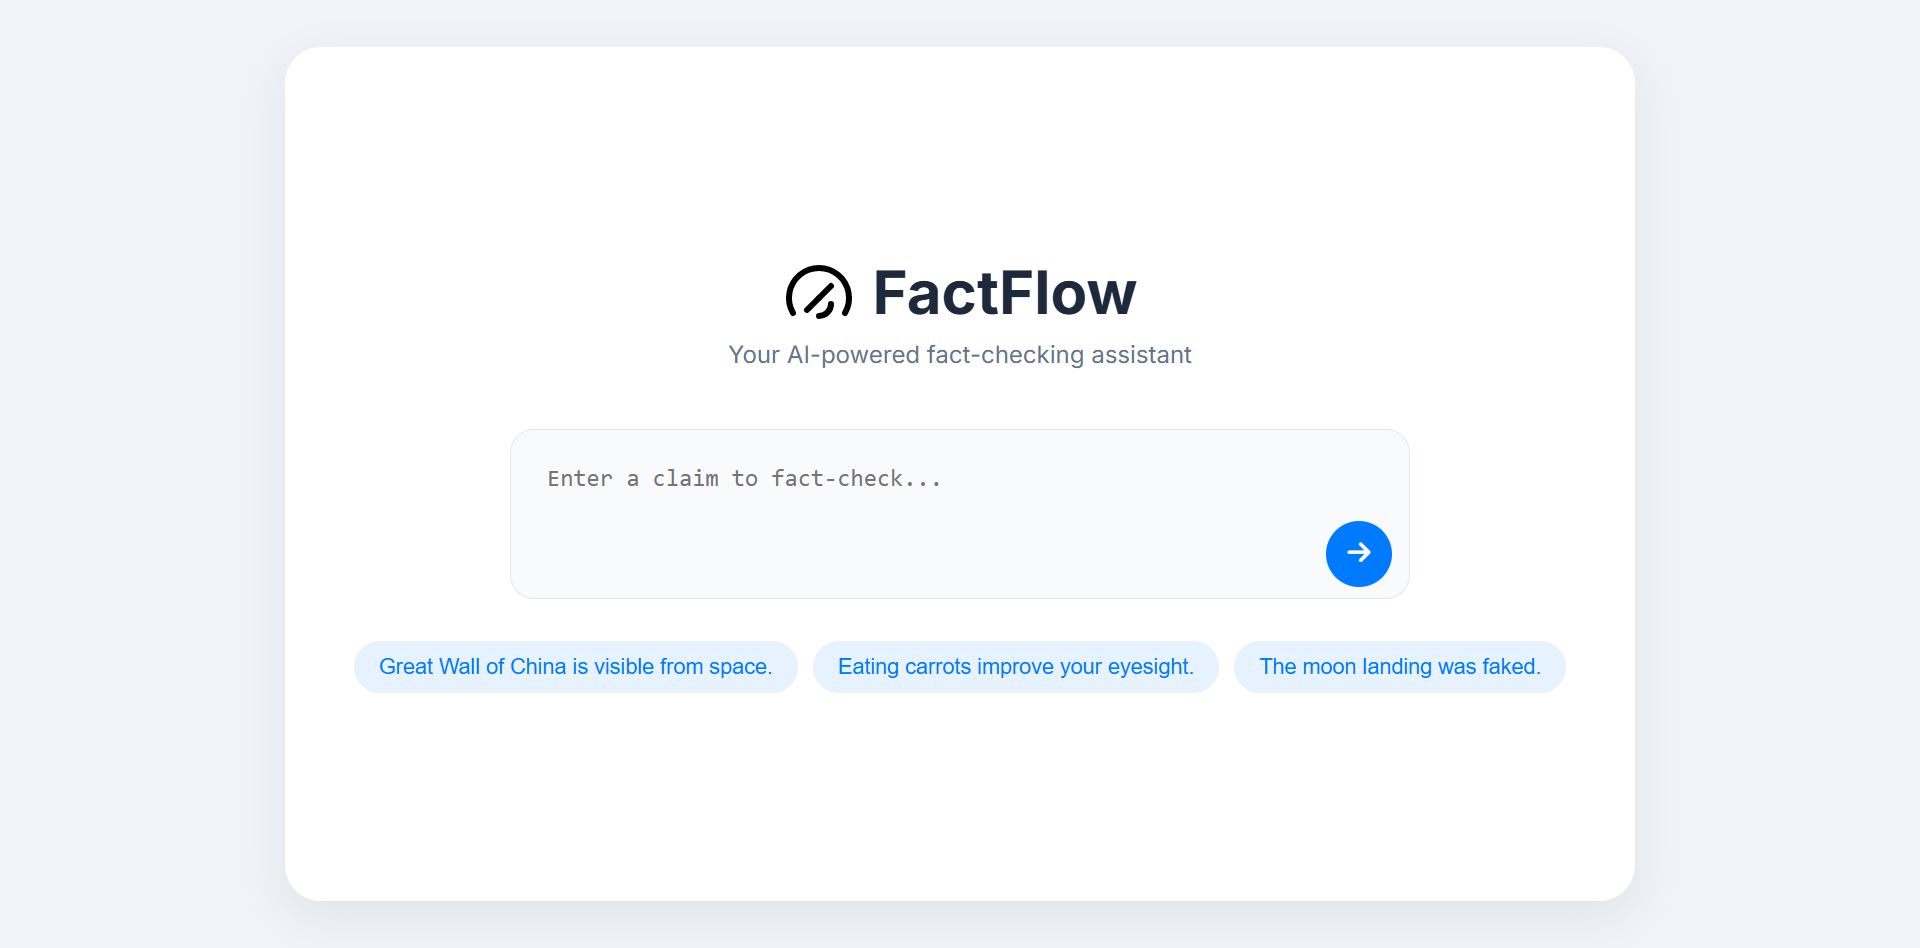 FactFlow
Your AI-powered fact-checking assistant
Enter a claim to fact-check...
Great Wall of China is visible from space.
Eating carrots improve your eyesight.
The moon landing was faked.